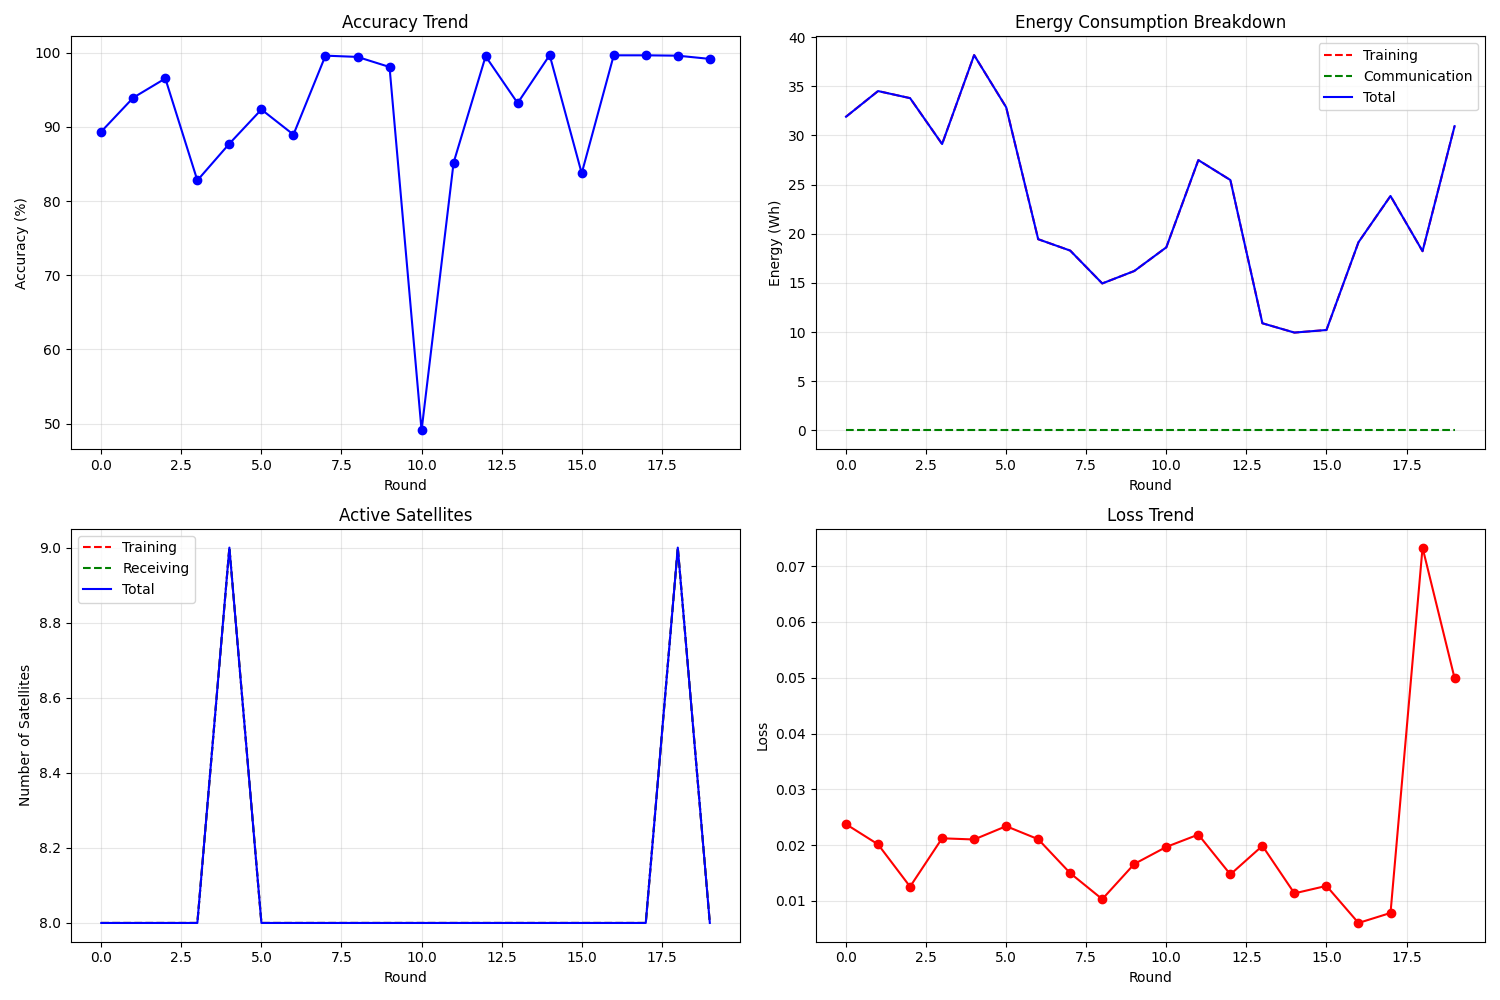 Accuracy Trend
Accuracy (%)
100
90
80
70
60
50
0.0 2.5 5.0 7.5 10.0 12.5 15.0 17.5
Round
Energy Consumption Breakdown
Energy (Wh)
40
35
30
25
20
15
10
5
0
Training
Communication
Total
0.0 2.5 5.0 7.5 10.0 12.5 15.0 17.5
Round
Active Satellites
Number of Satellites
9.0
8.8
8.6
8.4
8.2
8.0
Training
Receiving
Total
0.0 2.5 5.0 7.5 10.0 12.5 15.0 17.5
Round
Loss Trend
Loss
0.07
0.06
0.05
0.04
0.03
0.02
0.01
0.0 2.5 5.0 7.5 10.0 12.5 15.0 17.5
Round